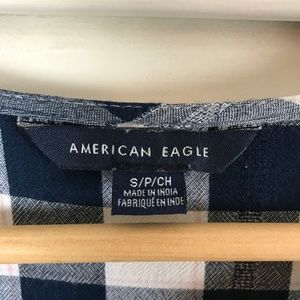 AMERICAN EAGLE
S/P/CH
MADE IN INDIA
FABRIQUÉ EN INDE